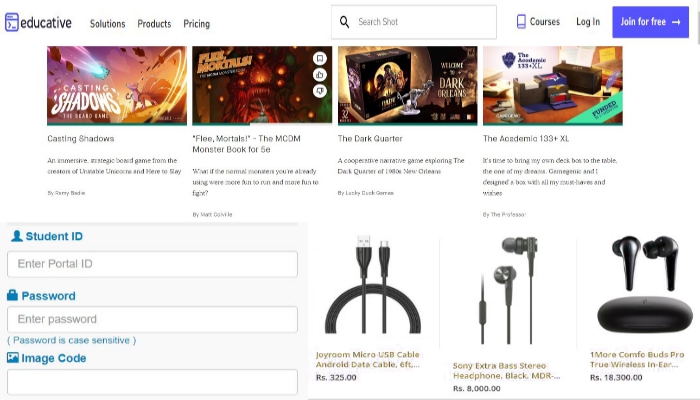 educative
Solutions Products Pricing
Search Shot
Courses Log In Join for free →
CASTING
SHADOWS
THE BOARD GAME
FLEE,
MORTALS!
THE MCDM MONSTER BOOK
WELCOME
TO
DARK
ORLEANS
The
Academic
133+XL
FUNDED
Casting Shadows
An immersive, strategic board game from the
creators of Unstable Unicorns and Here to Slay
By Ramy Badie
"Flee, Mortals!" - The MCDM
Monster Book for 5e
What if the normal monsters you're already
using were more fun to run and more fun to
fight?
By Matt Colville
The Dark Quarter
A cooperative narrative game exploring The
Dark Quarter of 1980s New Orleans
By Lucky Duck Games
The Academic 133+ XL
It's time to bring my own deck box to the table,
the one of my dreams. Gamegenic and I
designed a box with all my must-haves and
wishes
By The Professor
Student ID
Enter Portal ID
Password
Enter password
( Password is case sensitive )
Image Code
Joyroom Micro USB Cable
Android Data Cable, 6ft,...
Rs. 325.00
Sony Extra Bass Stereo
Headphone, Black, MDR-...
Rs. 8,000.00
1More Comfo Buds Pro
True Wireless In-Ear...
Rs. 18,300.00